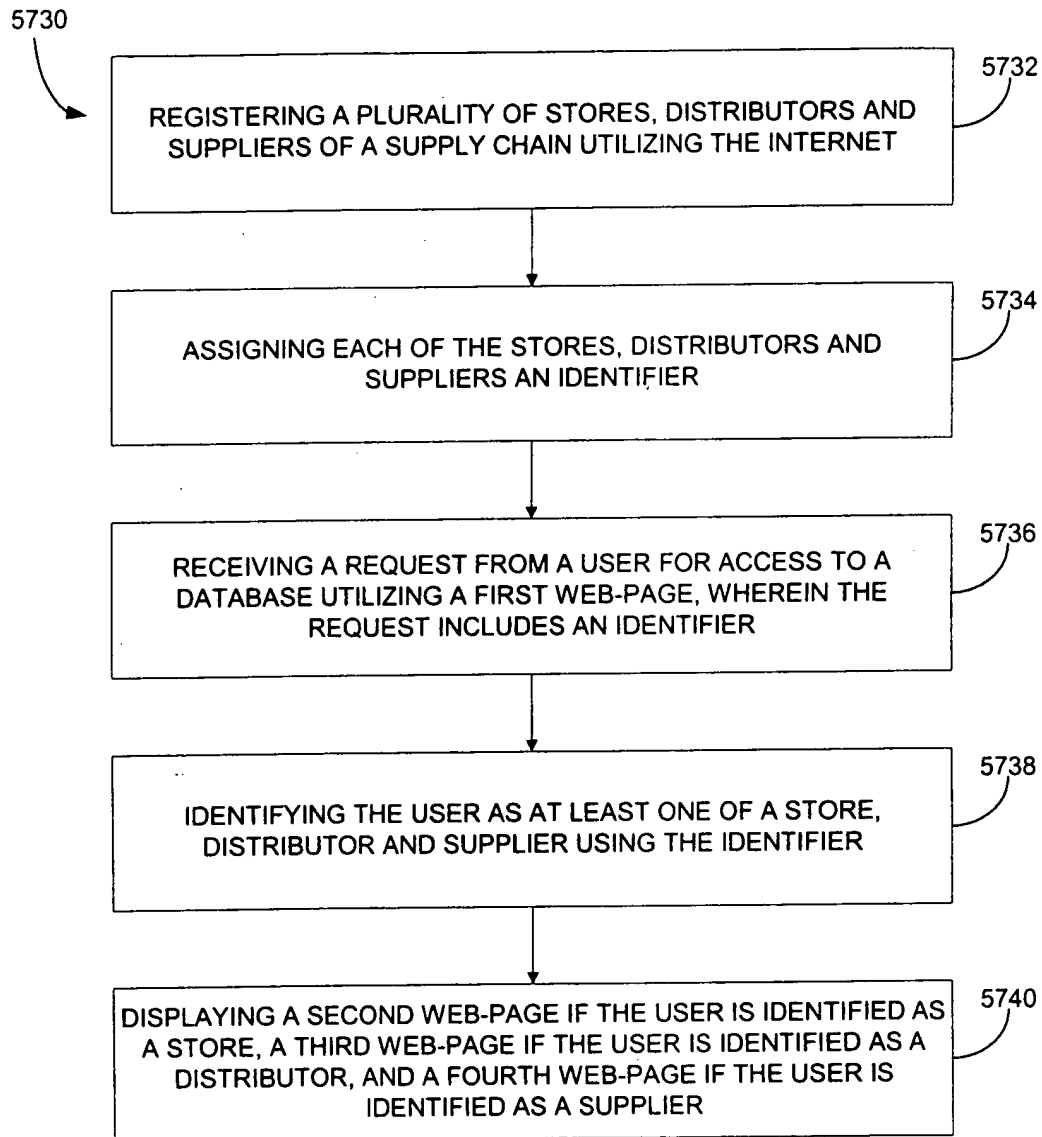 5730
5732
REGISTERING A PLURALITY OF STORES, DISTRIBUTORS AND
SUPPLIERS OF A SUPPLY CHAIN UTILIZING THE INTERNET
5734
ASSIGNING EACH OF THE STORES, DISTRIBUTORS AND
SUPPLIERS AN IDENTIFIER
5736
RECEIVING A REQUEST FROM A USER FOR ACCESS TO A
DATABASE UTILIZING A FIRST WEB-PAGE, WHEREIN THE
REQUEST INCLUDES AN IDENTIFIER
5738
IDENTIFYING THE USER AS AT LEAST ONE OF A STORE,
DISTRIBUTOR AND SUPPLIER USING THE IDENTIFIER
5740
DISPLAYING A SECOND WEB-PAGE IF THE USER IS IDENTIFIED AS
A STORE, A THIRD WEB-PAGE IF THE USER IS IDENTIFIED AS A
DISTRIBUTOR, AND A FOURTH WEB-PAGE IF THE USER IS
IDENTIFIED AS A SUPPLIER